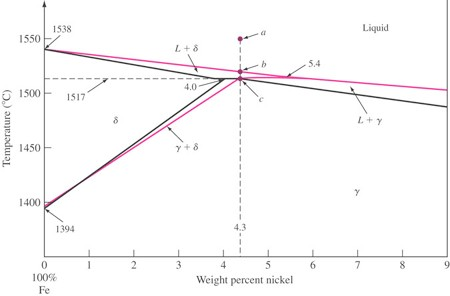 1538
1550
a
Liquid
L + δ
b
5.4
4.0
1517
1500
c
L + γ
Temperature (°C)
δ
1450
γ + δ
γ
1400
1394
4.3
0
1
2
3
4
5
6
7
8
9
100%
Fe
Weight percent nickel